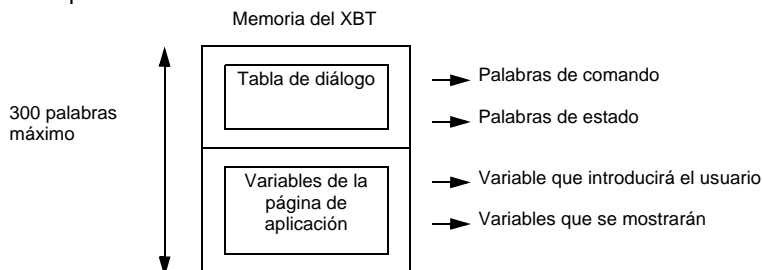 Memoria del XBT
Tabla de diálogo
Palabras de comando
Palabras de estado
300 palabras
máximo
Variables de la
página de
aplicación
Variable que introducirá el usuario
Variables que se mostrarán